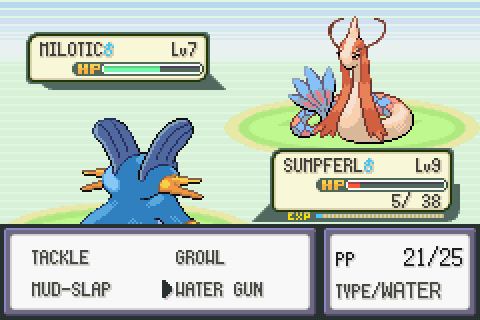 MILOTIC♂ Lv7
HP
SUMPFERL♂ Lv9
HP
5/ 38
EXP
TACKLE GROWL
MUD-SLAP WATER GUN
PP 21/25
TYPE/WATER